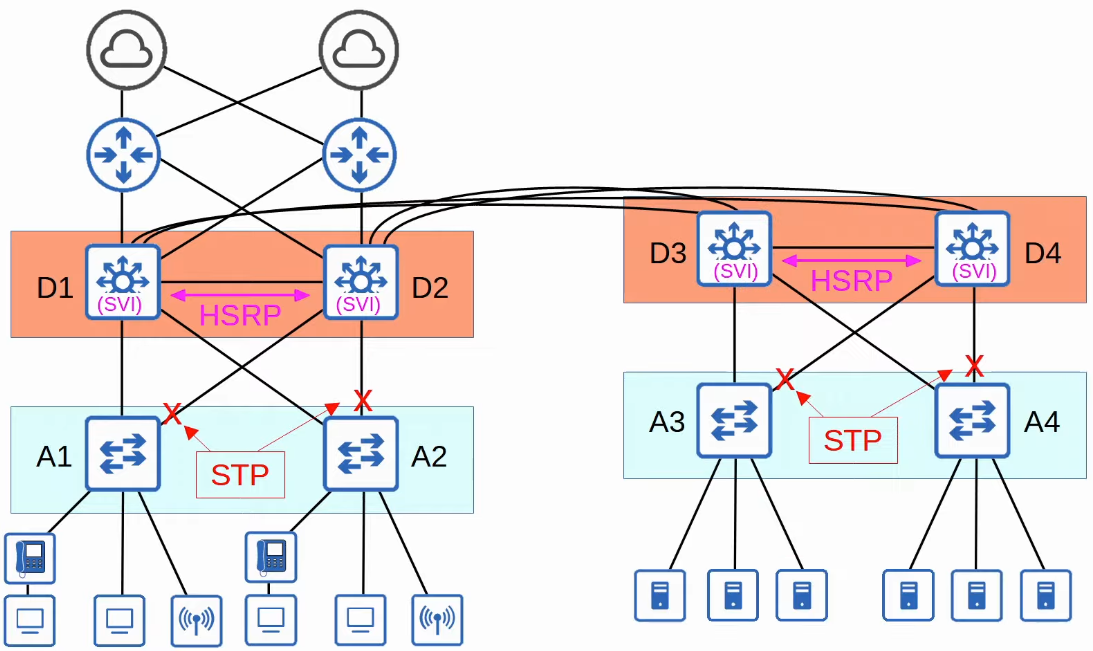 D1
(SVI)
HSRP
(SVI)
D2
D3
(SVI)
HSRP
(SVI)
D4
X
X
A1
STP
A2
X
X
A3
STP
A4